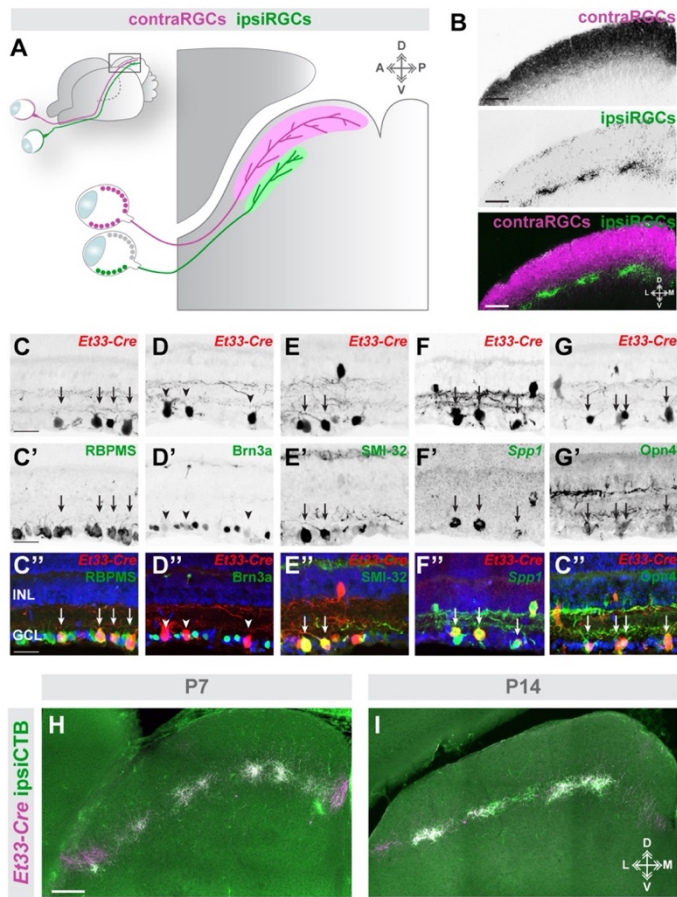 contraRGCs ipsiRGCs
A
D
A P
V
B
contraRGCs
ipsiRGCs
contraRGCs ipsiRGCs
D
L M
V
C Et33-Cre
D Et33-Cre
E Et33-Cre
F Et33-Cre
G Et33-Cre
C' RBPMS
D' Brn3a
E' SMI-32
F' Spp1
G' Opn4
C'' Et33-Cre
RBPMS
INL
GCL
D'' Et33-Cre
Brn3a
E'' Et33-Cre
SMI-32
F'' Et33-Cre
Spp1
C'' Et33-Cre
Opn4
P7
P14
Et33-Cre ipsiCTB
H
I
D
L M
V